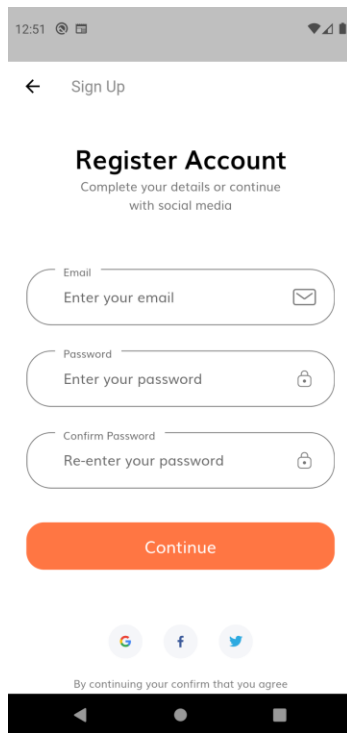 12:51
Sign Up
Register Account
Complete your details or continue
with social media
Email
Enter your email
Password
Enter your password
Confirm Password
Re-enter your password
Continue
G f
By continuing your confirm that you agree